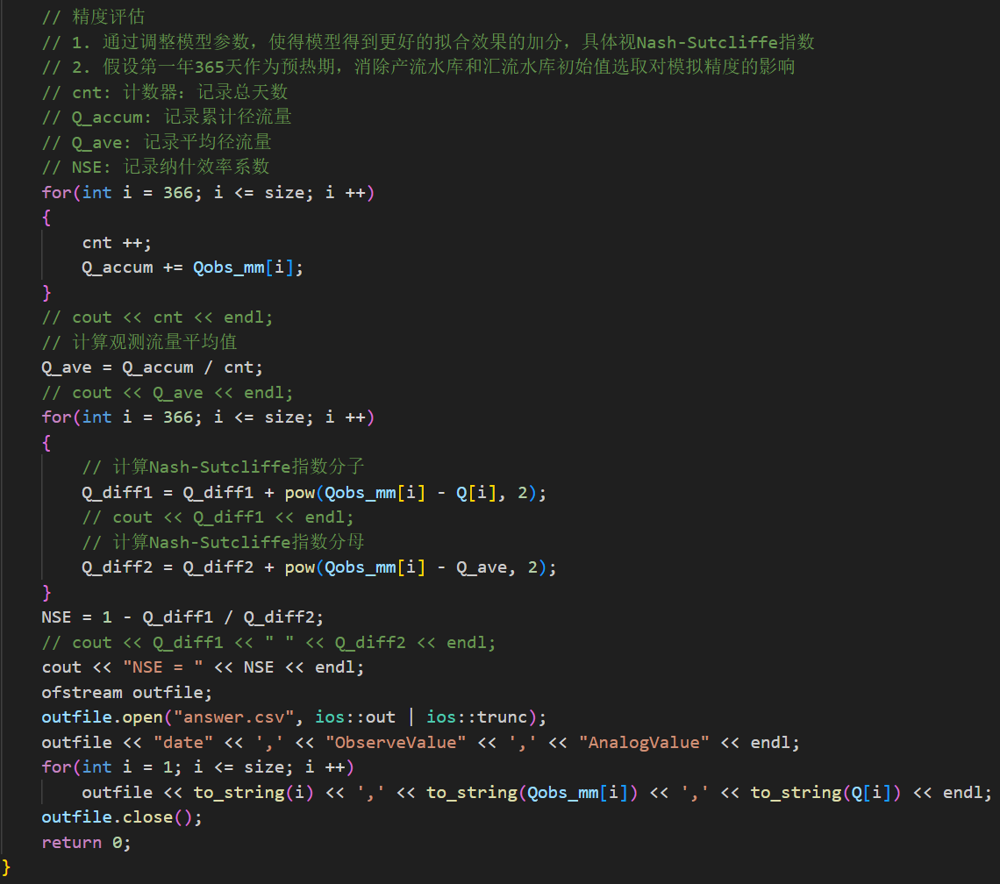 // 精度评估
// 1. 通过调整模型参数，使得模型得到更好的拟合效果的加分，具体视Nash-Sutcliffe指数
// 2. 假设第一年365天作为预热期，消除产流水库和汇流水库初始值选取对模拟精度的影响
// cnt: 计数器：记录总天数
// Q_accum: 记录累计径流量
// Q_ave: 记录平均径流量
// NSE: 记录纳什效率系数
for(int i = 366; i <= size; i ++)
{
cnt ++;
Q_accum += Qobs_mm[i];
}
// cout << cnt << endl;
// 计算观测流量平均值
Q_ave = Q_accum / cnt;
// cout << Q_ave << endl;
for(int i = 366; i <= size; i ++)
{
// 计算Nash-Sutcliffe指数分子
Q_diff1 = Q_diff1 + pow(Qobs_mm[i] - Q[i], 2);
// cout << Q_diff1 << endl;
// 计算Nash-Sutcliffe指数分母
Q_diff2 = Q_diff2 + pow(Qobs_mm[i] - Q_ave, 2);
}
NSE = 1 - Q_diff1 / Q_diff2;
// cout << Q_diff1 << " " << Q_diff2 << endl;
cout << "NSE = " << NSE << endl;
ofstream outfile;
outfile.open("answer.csv", ios::out | ios::trunc);
outfile << "date" << ',' << "ObserveValue" << ',' << "AnalogValue" << endl;
for(int i = 1; i <= size; i ++)
outfile << to_string(i) << ',' << to_string(Qobs_mm[i]) << ',' << to_string(Q[i]) << endl;
outfile.close();
return 0;
}